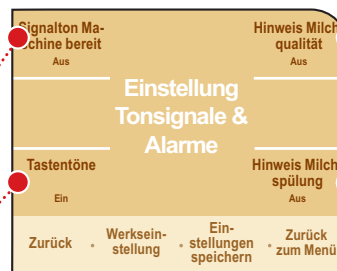 Signalton Ma-
schine bereit
Aus
Hinweis Milch
qualität
Aus
Einstellung
Tonsignale &
Alarme
Tastentöne
Ein
Hinweis Milch
spülung
Aus
Zurück
Werksein-
stellung
Ein-
stellungen
speichern
Zurück
zum Menü